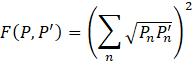 F(P, P′) = (∑ₙ √(PₙP′ₙ))²